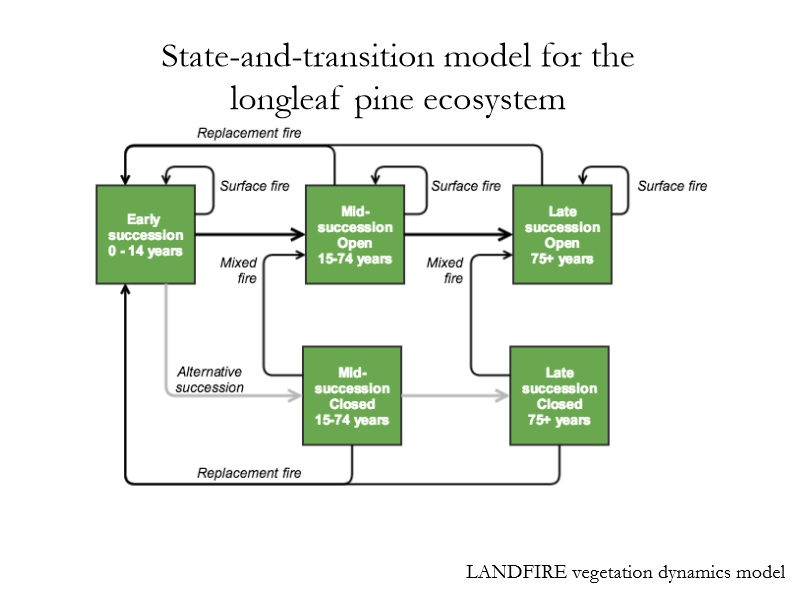 State-and-transition model for the
longleaf pine ecosystem
Replacement fire
Surface fire
Surface fire
Surface fire
Early
succession
0 - 14 years
Mid-
succession
Open
15-74 years
Late
succession
Open
75+ years
Mixed
fire
Mixed
fire
Alternative
succession
Mid-
succession
Closed
15-74 years
Late
succession
Closed
75+ years
Replacement fire
LANDFIRE vegetation dynamics model